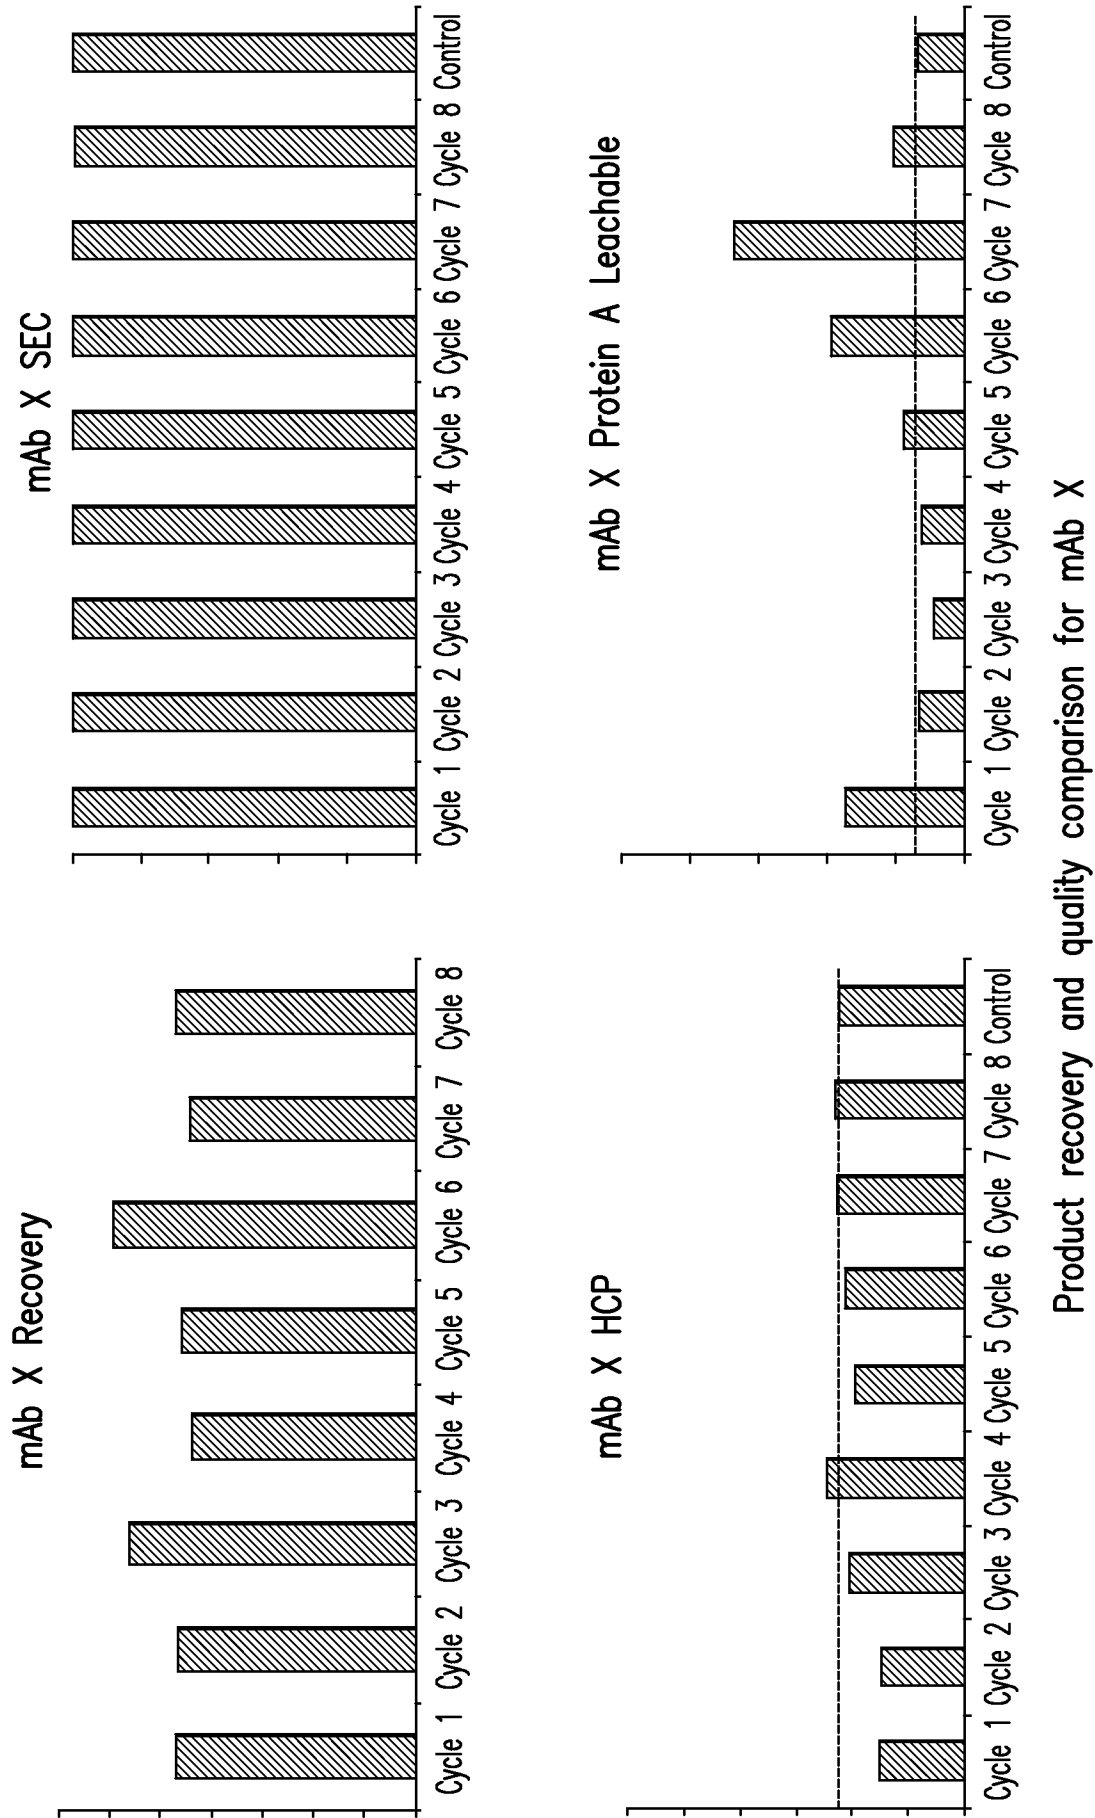 mAb X Recovery
Cycle 1 Cycle 2 Cycle 3 Cycle 4 Cycle 5 Cycle 6 Cycle 7 Cycle 8
mAb X SEC
Cycle 1 Cycle 2 Cycle 3 Cycle 4 Cycle 5 Cycle 6 Cycle 7 Cycle 8 Control
mAb X HCP
Cycle 1 Cycle 2 Cycle 3 Cycle 4 Cycle 5 Cycle 6 Cycle 7 Cycle 8 Control
mAb X Protein A Leachable
Cycle 1 Cycle 2 Cycle 3 Cycle 4 Cycle 5 Cycle 6 Cycle 7 Cycle 8 Control
Product recovery and quality comparison for mAb X